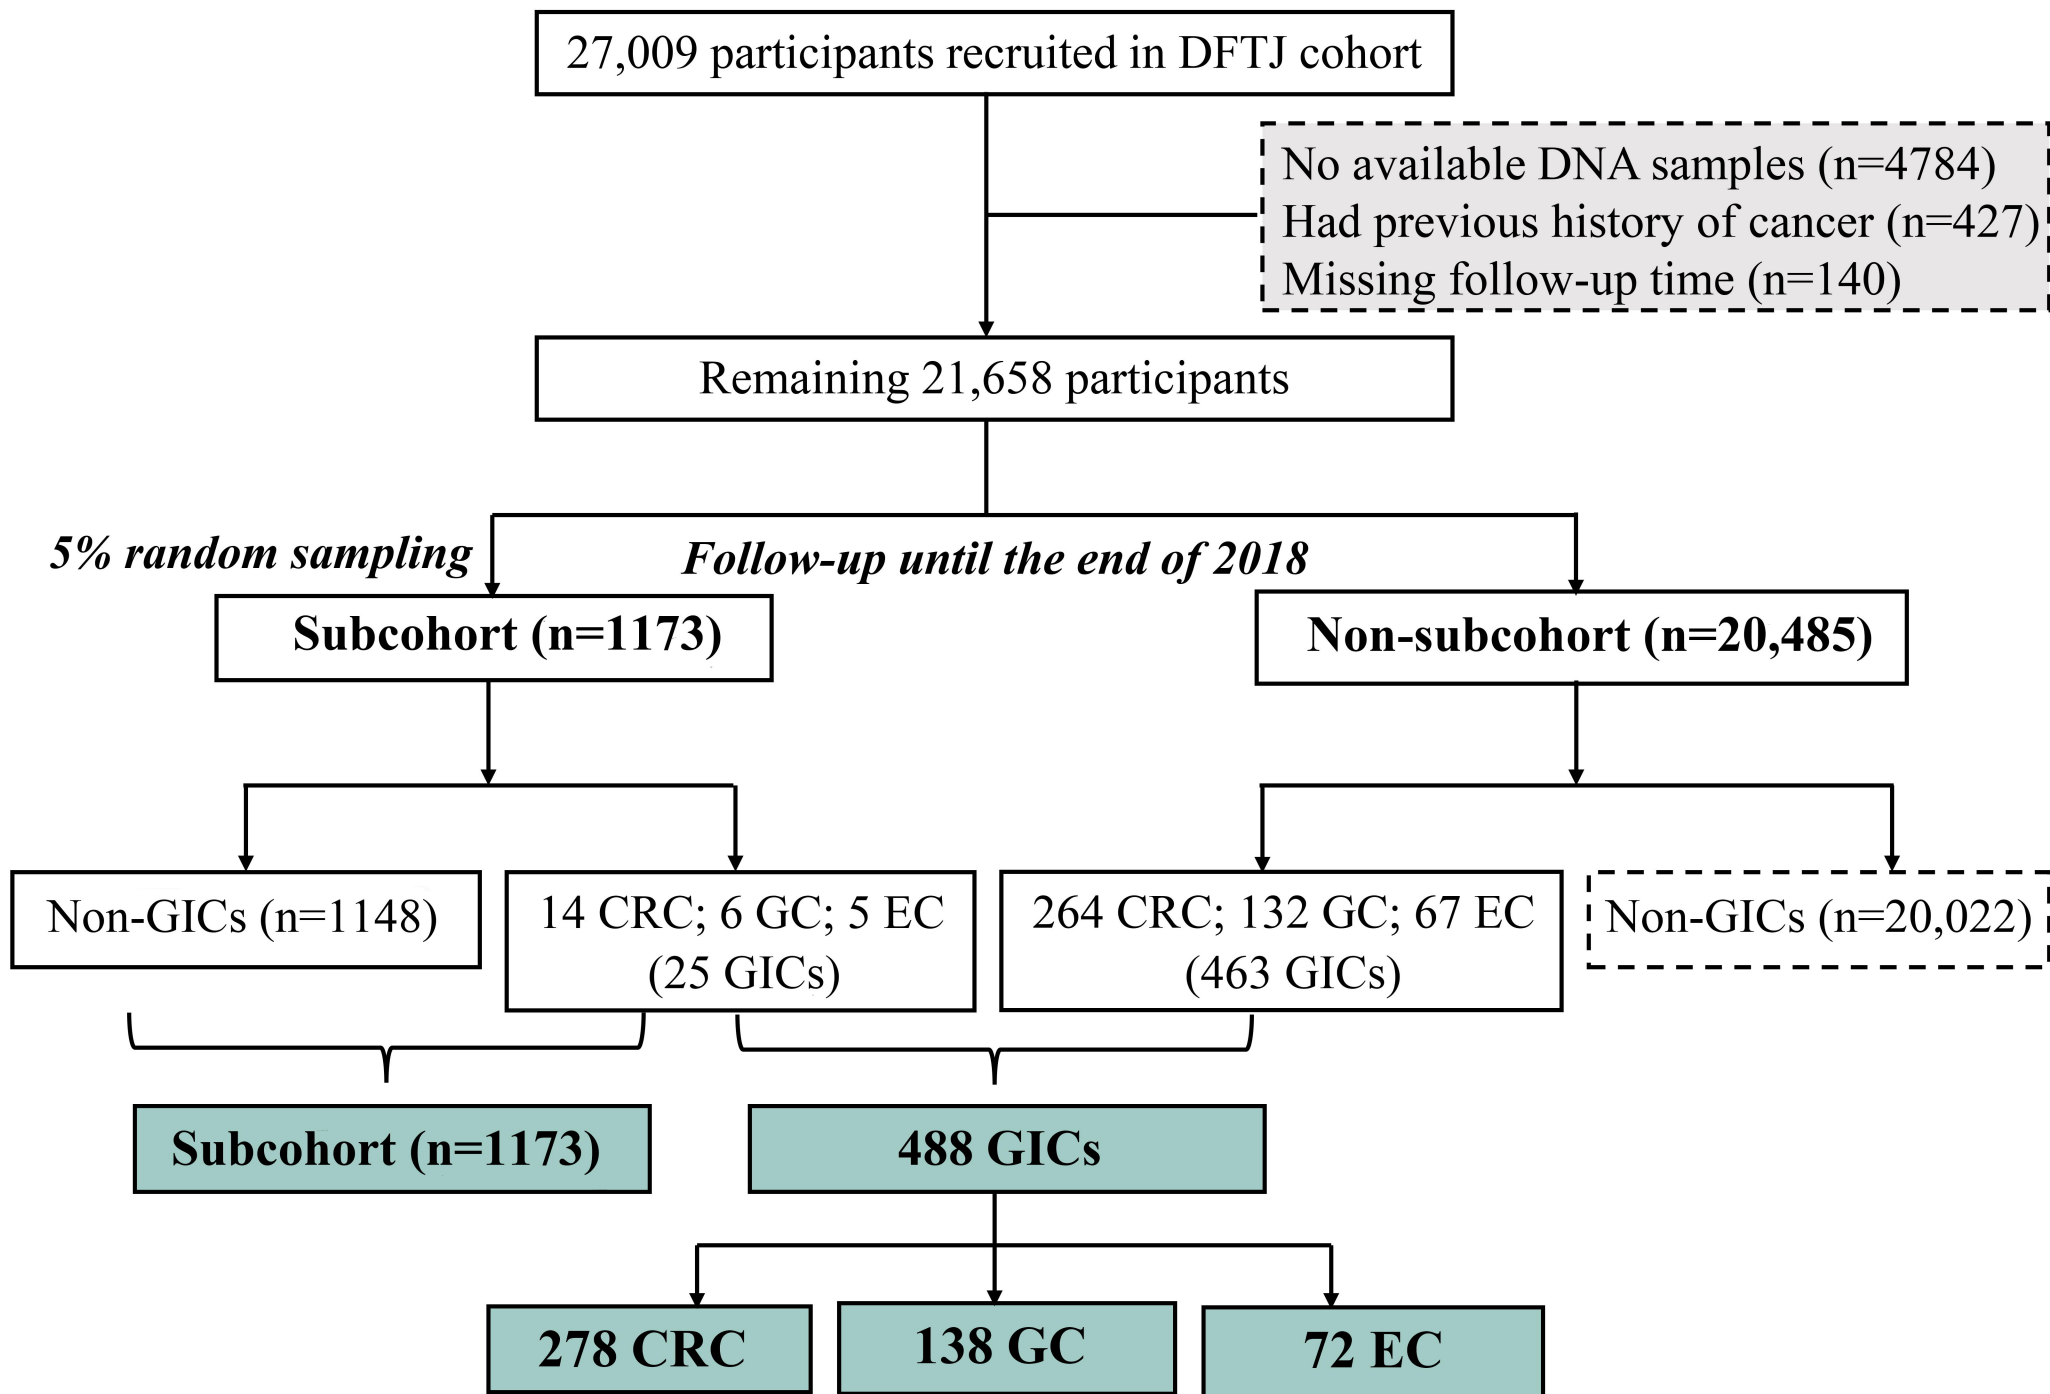 27,009 participants recruited in DFTJ cohort
No available DNA samples (n=4784)
Had previous history of cancer (n=427)
Missing follow-up time (n=140)
Remaining 21,658 participants
5% random sampling
Follow-up until the end of 2018
Subcohort (n=1173)
Non-subcohort (n=20,485)
Non-GICs (n=1148)
14 CRC; 6 GC; 5 EC
(25 GICs)
264 CRC; 132 GC; 67 EC
(463 GICs)
Non-GICs (n=20,022)
Subcohort (n=1173)
488 GICs
278 CRC
138 GC
72 EC